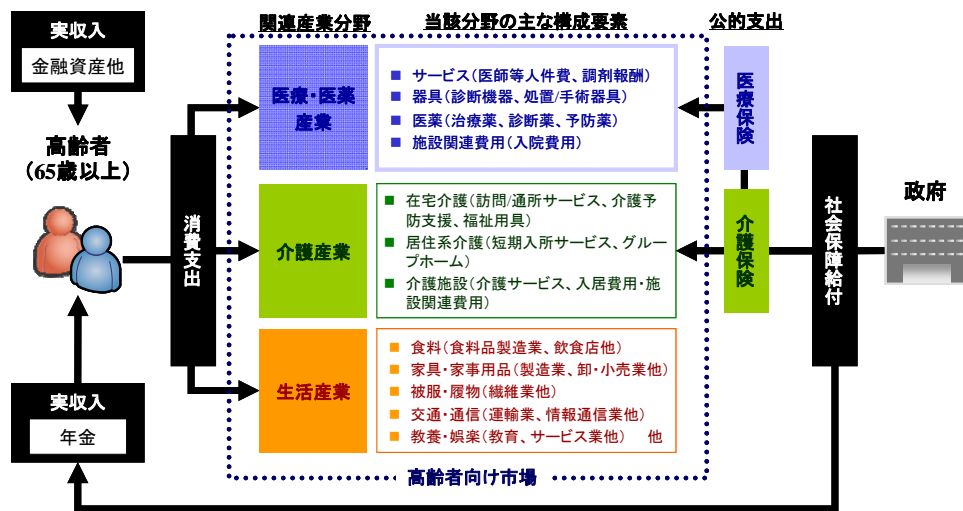 関連産業分野
当該分野の主な構成要素
公的支出
実収入
金融資産他
高齢者
（65歳以上）
消費支出
医療・医薬
産業
■ サービス（医師等人件費、調剤報酬）
■ 器具（診断機器、処置/手術器具）
■ 医薬（治療薬、診断薬、予防薬）
■ 施設関連費用（入院費用）
医療保険
介護産業
■ 在宅介護（訪問/通所サービス、介護予
防支援、福祉用具）
■ 居住系介護（短期入所サービス、グルー
プホーム）
■ 介護施設（介護サービス、入居費用・施
設関連費用）
介護保険
社会保障給付
政府
生活産業
■ 食料（食料品製造業、飲食店他）
■ 家具・家事用品（製造業、卸・小売業他）
■ 被服・履物（繊維業他）
■ 交通・通信（運輸業、情報通信業他）
■ 教養・娯楽（教育、サービス業他）　他
実収入
年金
高齢者向け市場